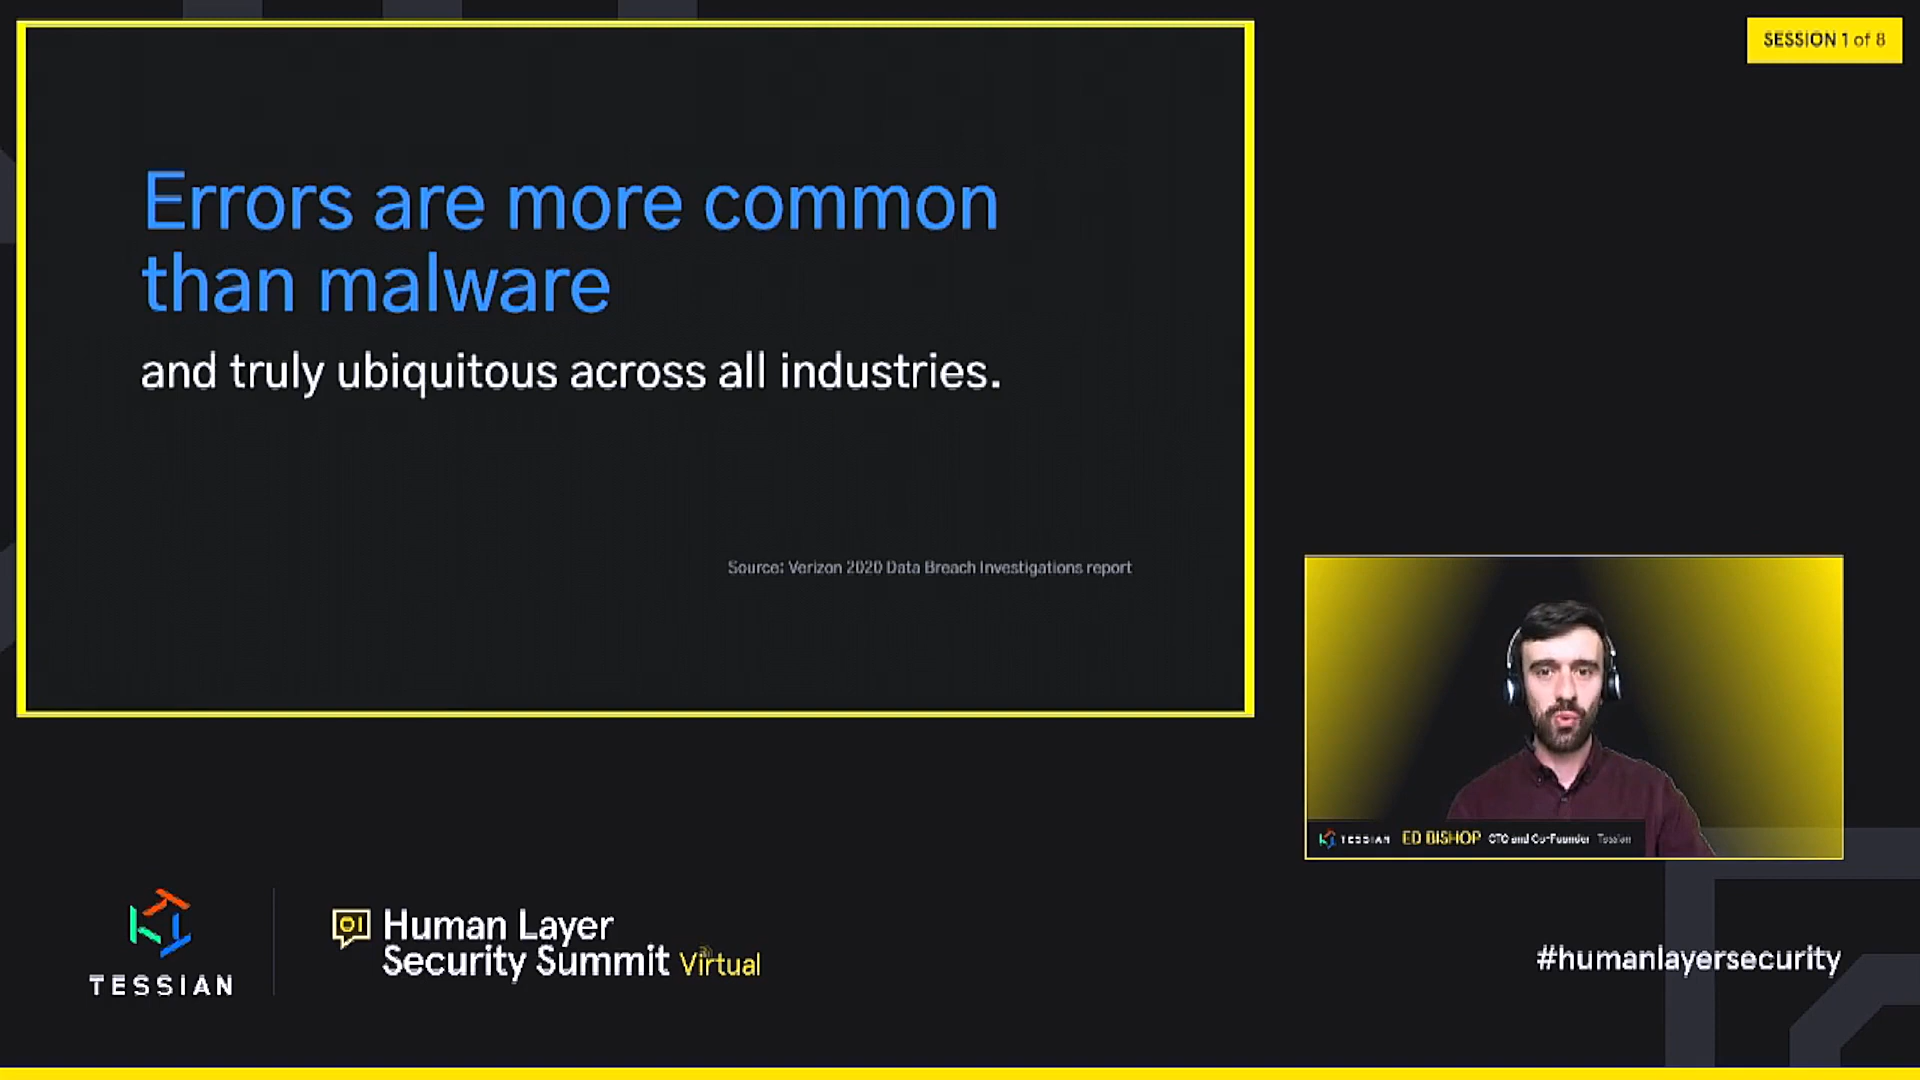 SESSION 1 of 8
Errors are more common
than malware
and truly ubiquitous across all industries.
Source: Verizon 2020 Data Breach Investigations report
TESSIAN ED BISHOP CTO and Co-Founder Tessian
TESSIAN
Human Layer
Security Summit Virtual
#humanlayersecurity